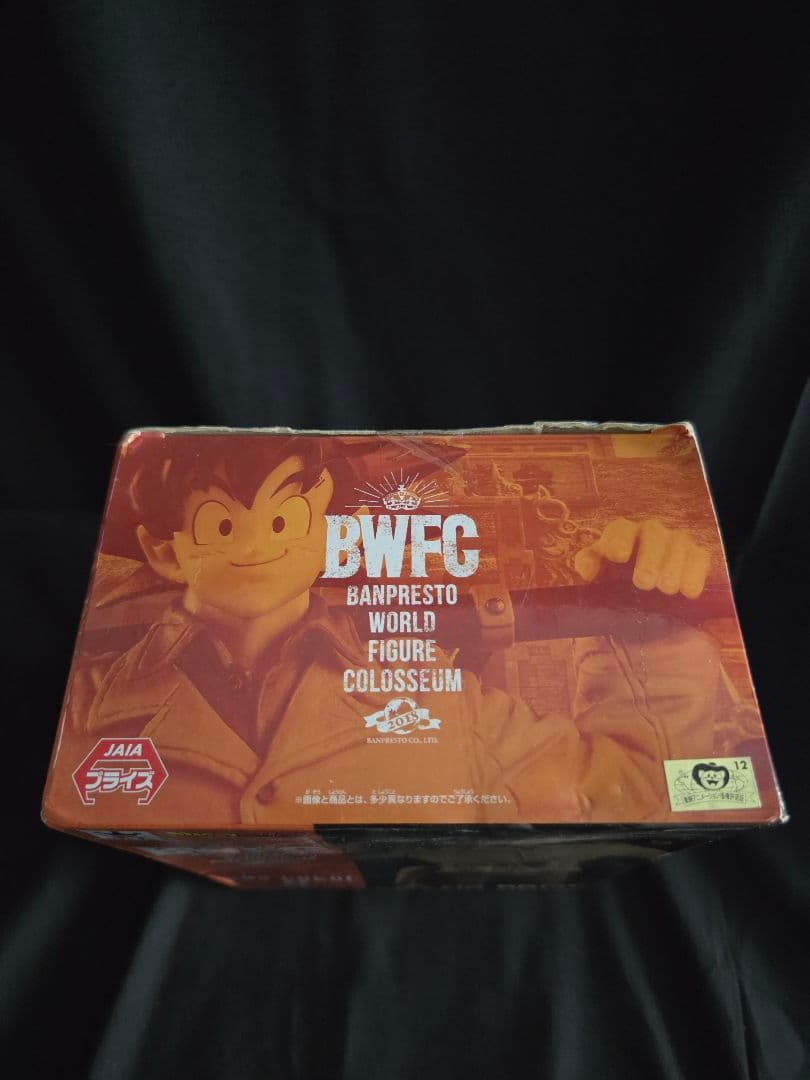 BWFC
BANPRESTO
WORLD
FIGURE
COLOSSEUM
2015
BANPRESTO CO., LTD.
JAIA
プライズ
12
※画像と商品とは、多少異なりますのでご了承ください。